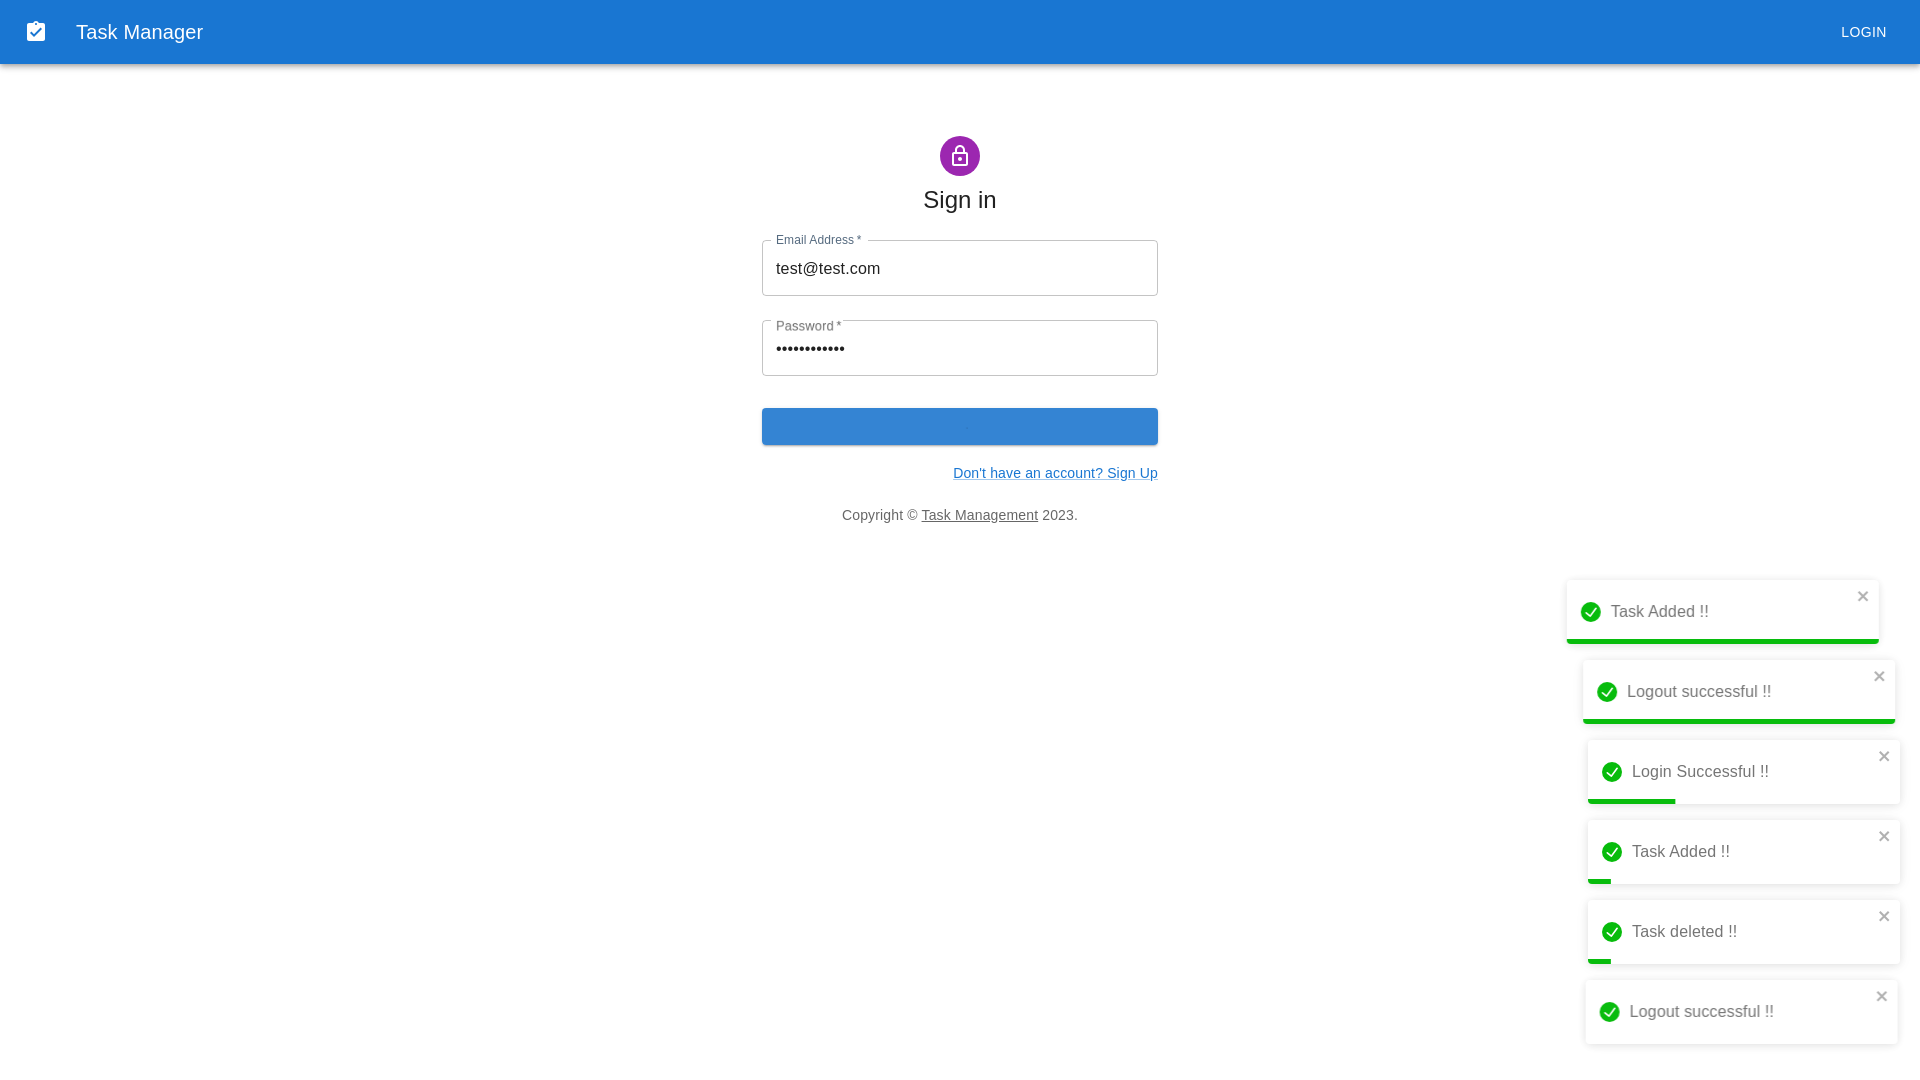 Task Manager
LOGIN
Sign in
Email Address *
test@test.com
Password *
••••••••••••
Don't have an account? Sign Up
Copyright © Task Management 2023.
Task Added !!
Logout successful !!
Login Successful !!
Task Added !!
Task deleted !!
Logout successful !!